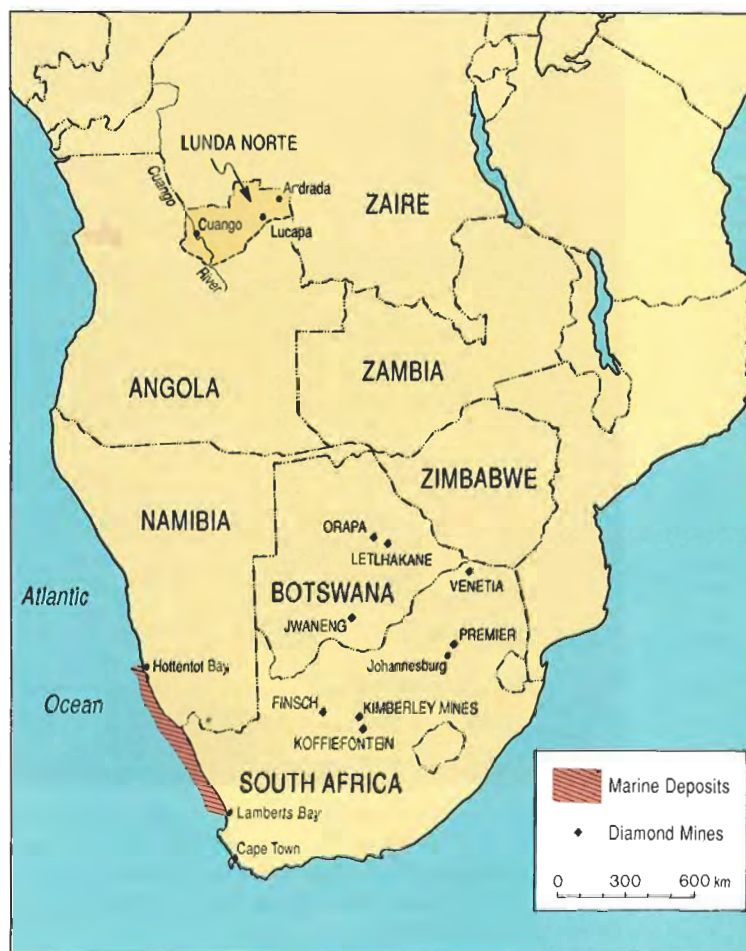 LUNDA NORTE
Cuango
Andrada
Cuango
Lucapa
River
ZAIRE
ANGOLA
ZAMBIA
ZIMBABWE
NAMIBIA
ORAPA
LETLHAKANE
Atlantic
BOTSWANA
VENETIA
JWANENG
PREMIER
Johannesburg
Hottentot Bay
Ocean
FINSCH
KIMBERLEY MINES
KOFFIEFONTEIN
SOUTH AFRICA
Lamberts Bay
Cape Town
Marine Deposits
Diamond Mines
0 300 600 km